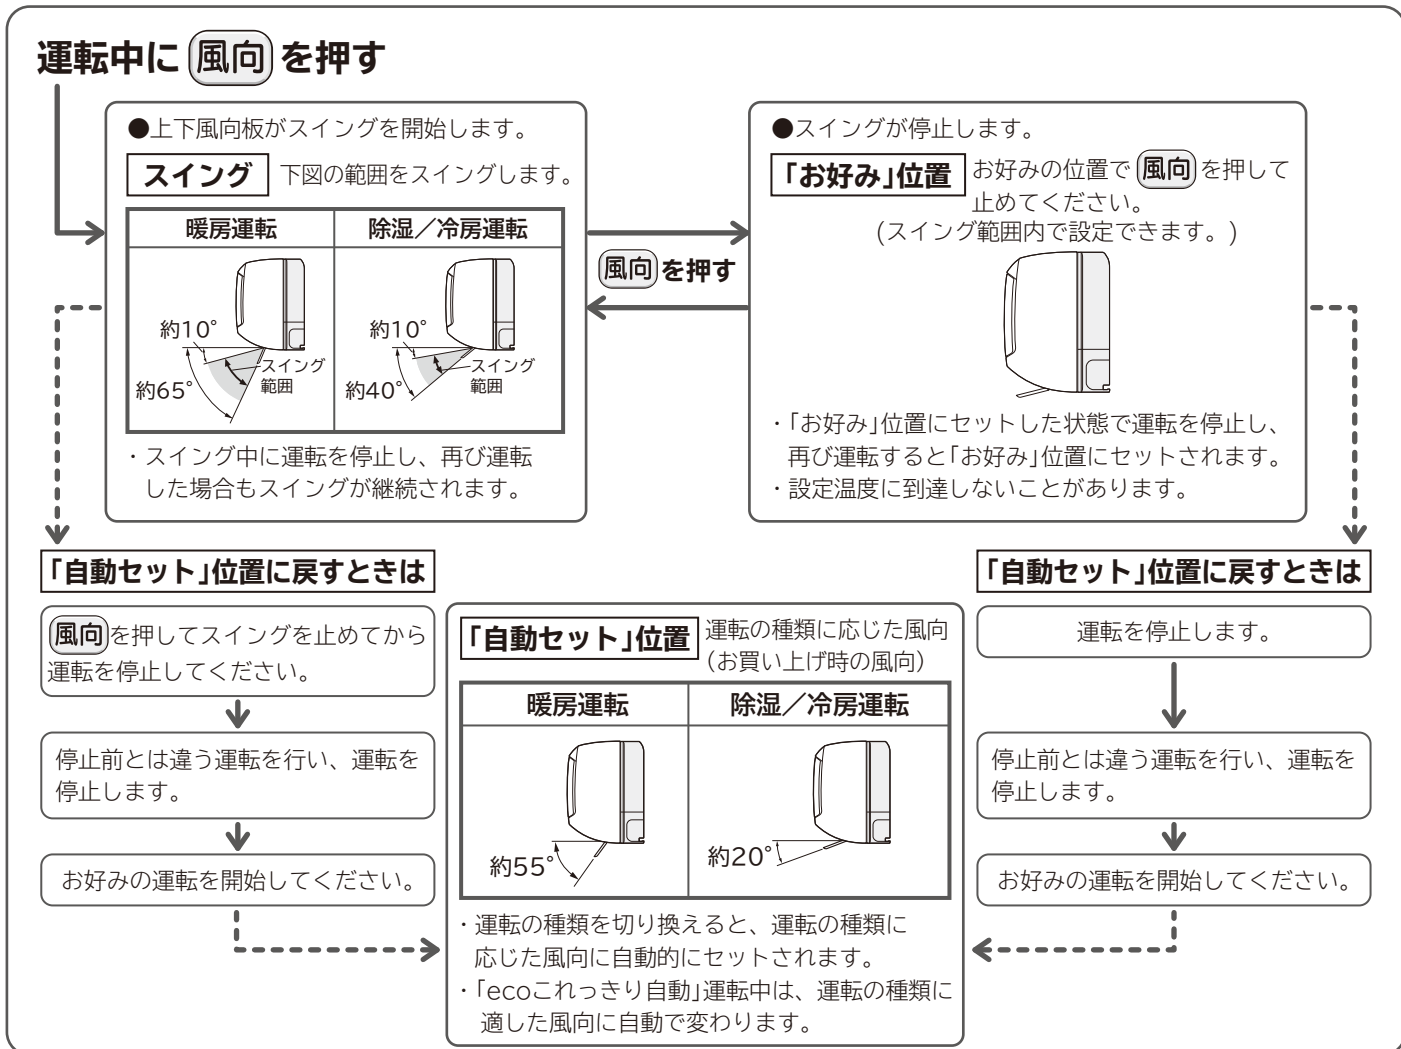 運転中に 風向 を押す
●上下風向板がスイングを開始します。
スイング 下図の範囲をスイングします。
暖房運転 除湿／冷房運転
約10°
約65°
スイング
範囲
約10°
約40°
スイング
範囲
・スイング中に運転を停止し、再び運転
した場合もスイングが継続されます。
風向 を押す
●スイングが停止します。
「お好み」位置 お好みの位置で 風向 を押して
止めてください。
(スイング範囲内で設定できます。)
・「お好み」位置にセットした状態で運転を停止し、
再び運転すると「お好み」位置にセットされます。
・設定温度に到達しないことがあります。
「自動セット」位置に戻すときは
風向を押してスイングを止めてから
運転を停止してください。
停止前とは違う運転を行い、運転を
停止します。
お好みの運転を開始してください。
「自動セット」位置 運転の種類に応じた風向
(お買い上げ時の風向)
暖房運転 除湿／冷房運転
約55°
約20°
・運転の種類を切り換えると、運転の種類に
応じた風向に自動的にセットされます。
・「ecoこれっきり自動」運転中は、運転の種類に
適した風向に自動で変わります。
「自動セット」位置に戻すときは
運転を停止します。
停止前とは違う運転を行い、運転を
停止します。
お好みの運転を開始してください。